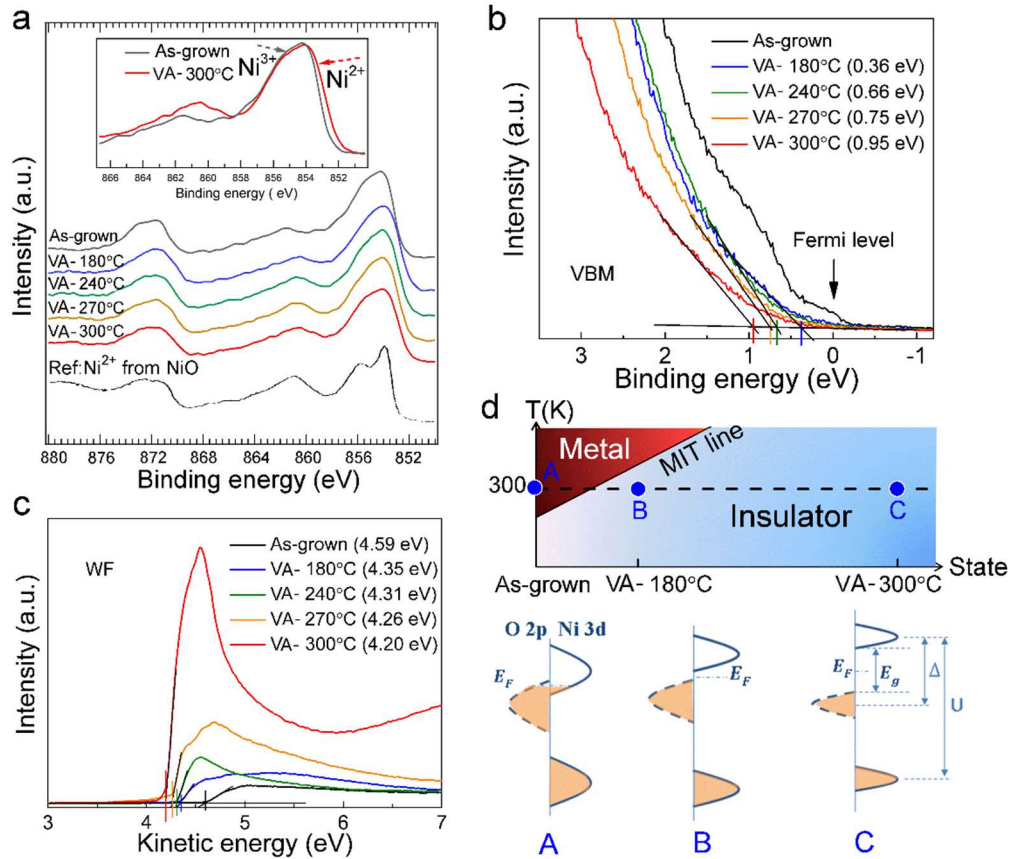 a
As-grown
VA- 300°C
Ni3+
Ni2+
866 864 862 860 858 856 854 852
Binding energy ( eV)
As-grown
VA- 180°C
VA- 240°C
VA- 270°C
VA- 300°C
Ref:Ni2+ from NiO
880 876 872 868 864 860 856 852
Binding energy (eV)
Intensity (a.u.)
b
As-grown
VA- 180°C (0.36 eV)
VA- 240°C (0.66 eV)
VA- 270°C (0.75 eV)
VA- 300°C (0.95 eV)
Fermi level
VBM
3 2 1 0 -1
Binding energy (eV)
Intensity (a.u.)
c
WF
As-grown (4.59 eV)
VA- 180°C (4.35 eV)
VA- 240°C (4.31 eV)
VA- 270°C (4.26 eV)
VA- 300°C (4.20 eV)
3 4 5 6 7
Kinetic energy (eV)
Intensity (a.u.)
d
T(K)
Metal
MIT line
A
300
B
C
Insulator
State
As-grown VA- 180°C VA- 300°C
O 2p Ni 3d
EF
EF
EF
Eg
Δ
U
A
B
C